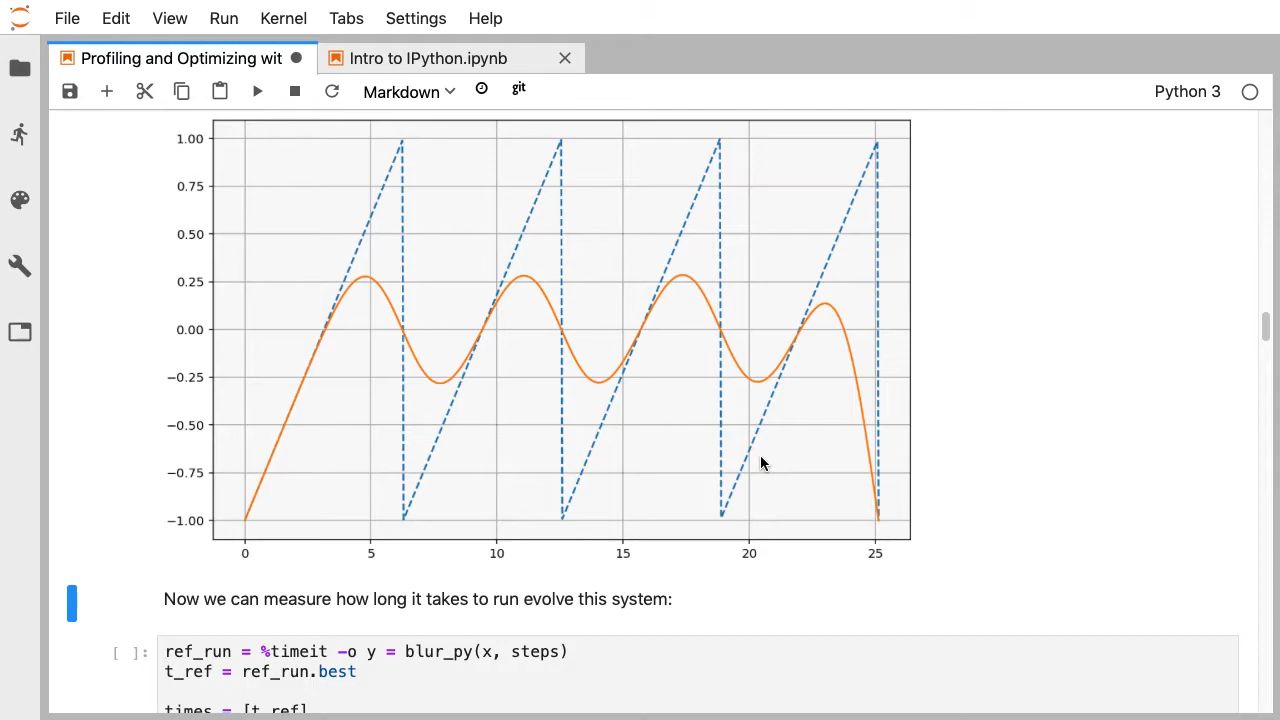 File Edit View Run Kernel Tabs Settings Help
Profiling and Optimizing wit Intro to IPython.ipynb
Markdown git Python 3
1.00
0.75
0.50
0.25
0.00
−0.25
−0.50
−0.75
−1.00
0 5 10 15 20 25
Now we can measure how long it takes to run evolve this system:
[ ]: ref_run = %timeit -o y = blur_py(x, steps)
t_ref = ref_run.best
times = [t_ref]